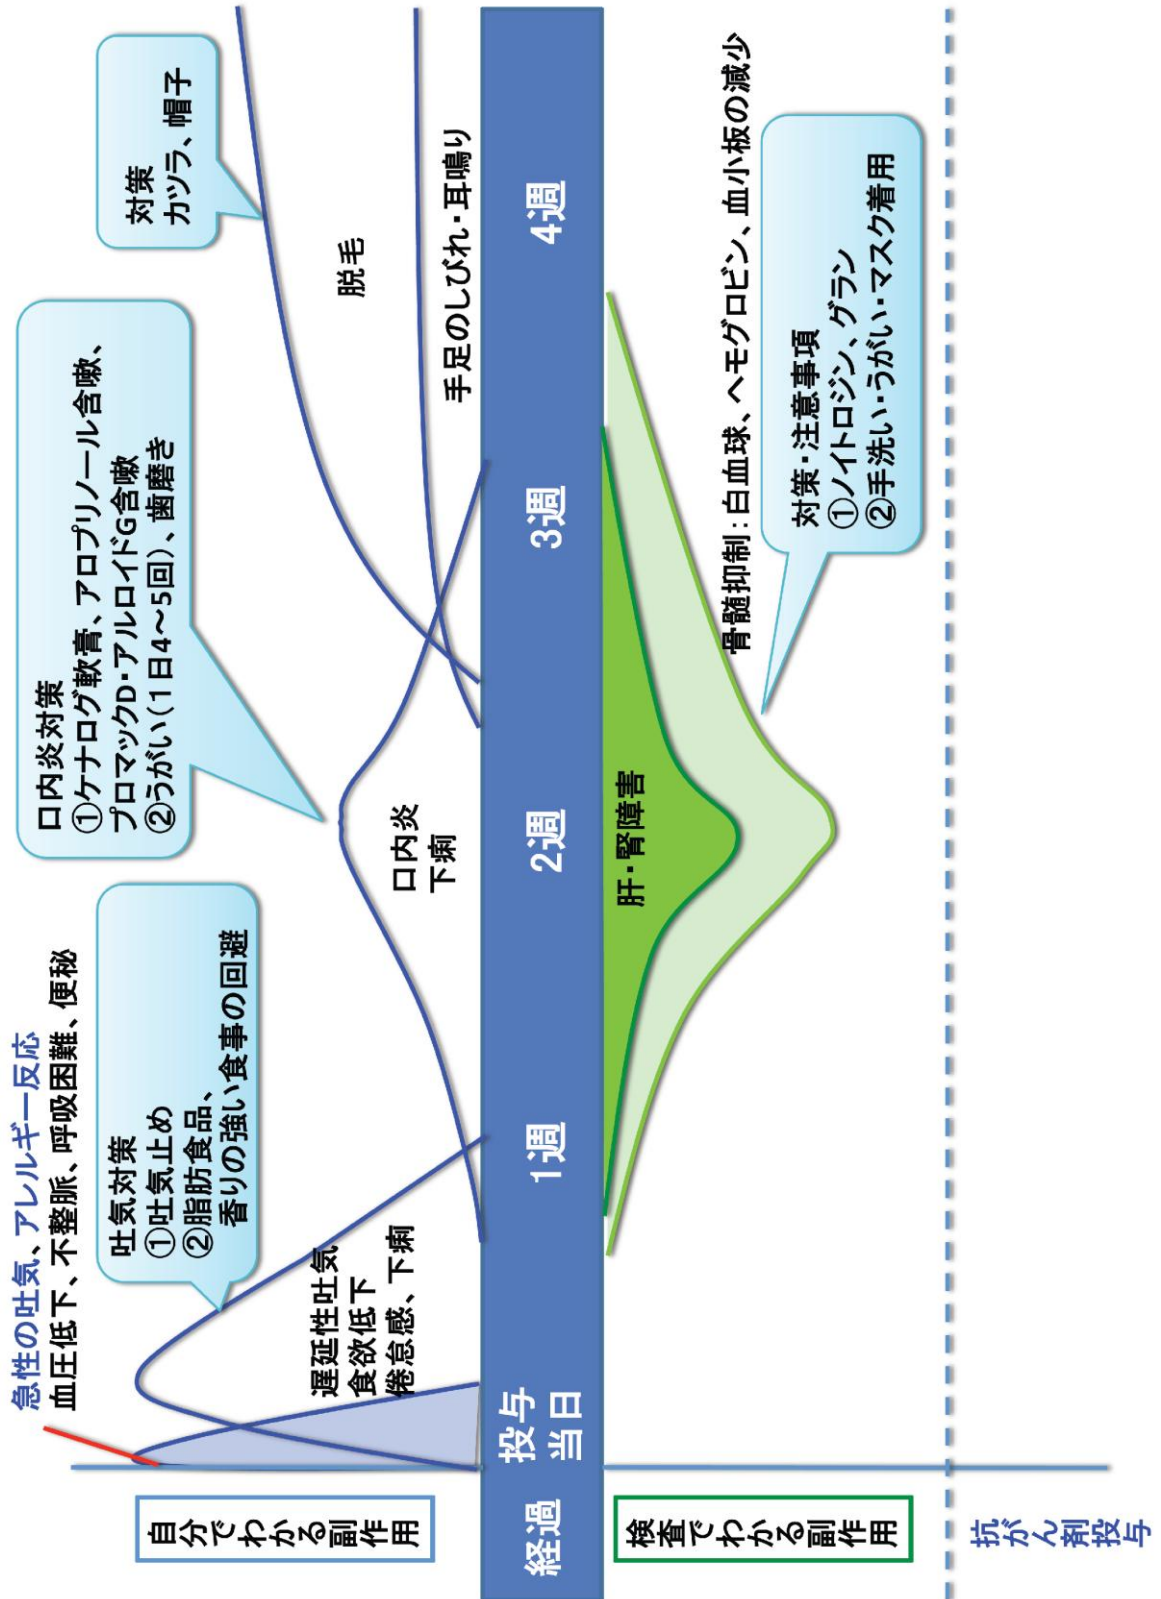 急性の吐気、アレルギー反応
血圧低下、不整脈、呼吸困難、便秘
吐気対策
①吐気止め
②脂肪食品、
香りの強い食事の回避
口内炎対策
①ケナログ軟膏、アロプリノール含嗽、
プロマックD・アルロイドG含嗽
②うがい(1日4～5回)、歯磨き
対策
カツラ、帽子
自分でわかる副作用
遅延性吐気
食欲低下
倦怠感、下痢
口内炎
下痢
脱毛
手足のしびれ・耳鳴り
経過
投与
当日
1週
2週
3週
4週
検査でわかる副作用
肝・腎障害
骨髄抑制：白血球、ヘモグロビン、血小板の減少
対策・注意事項
①ノイトロジン、グラン
②手洗い・うがい・マスク着用
抗がん剤投与